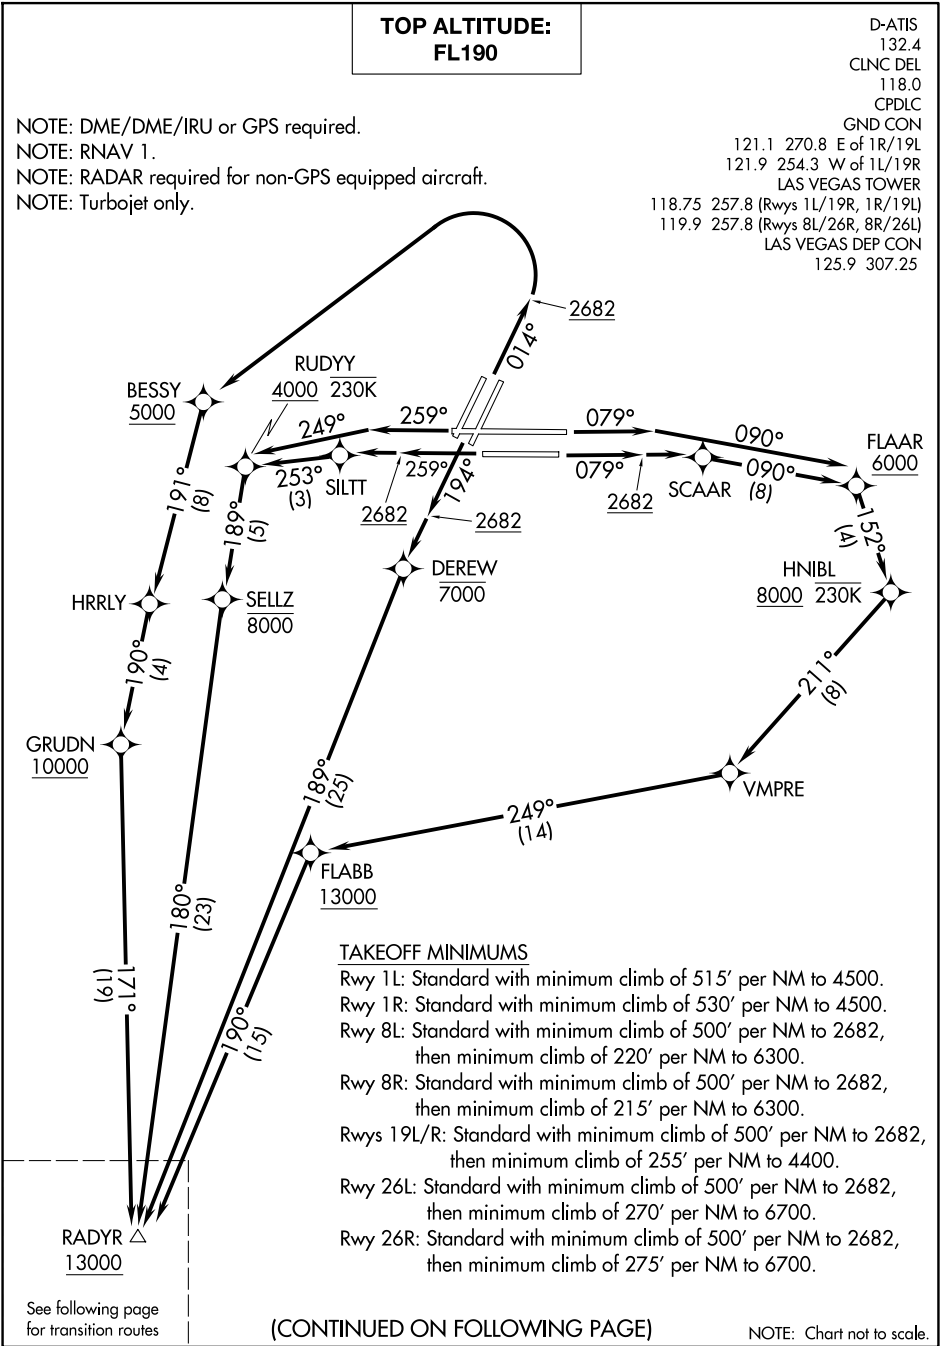 TOP ALTITUDE:
FL190
D-ATIS
132.4
CLNC DEL
118.0
CPDLC
GND CON
121.1 270.8 E of 1R/19L
121.9 254.3 W of 1L/19R
LAS VEGAS TOWER
118.75 257.8 (Rwys 1L/19R, 1R/19L)
119.9 257.8 (Rwys 8L/26R, 8R/26L)
LAS VEGAS DEP CON
125.9 307.25
NOTE: DME/DME/IRU or GPS required.
NOTE: RNAV 1.
NOTE: RADAR required for non-GPS equipped aircraft.
NOTE: Turbojet only.
2682
014°
RUDYY
4000 230K
BESSY
5000
249°
259°
079°
090°
FLAAR
6000
253°
(3)
SILTT
259°
194°
079°
SCAAR
090°
(8)
2682
2682
2682
191°
(8)
189°
(5)
152°
(4)
DEREW
7000
HNIBL
8000 230K
HRRLY
SELLZ
8000
190°
(4)
211°
(8)
GRUDN
10000
189°
(25)
VMPRE
249°
(14)
FLABB
13000
180°
(23)
171°
(19)
190°
(15)
TAKEOFF MINIMUMS
Rwy 1L: Standard with minimum climb of 515' per NM to 4500.
Rwy 1R: Standard with minimum climb of 530' per NM to 4500.
Rwy 8L: Standard with minimum climb of 500' per NM to 2682,
then minimum climb of 220' per NM to 6300.
Rwy 8R: Standard with minimum climb of 500' per NM to 2682,
then minimum climb of 215' per NM to 6300.
Rwys 19L/R: Standard with minimum climb of 500' per NM to 2682,
then minimum climb of 255' per NM to 4400.
Rwy 26L: Standard with minimum climb of 500' per NM to 2682,
then minimum climb of 270' per NM to 6700.
Rwy 26R: Standard with minimum climb of 500' per NM to 2682,
then minimum climb of 275' per NM to 6700.
RADYR
13000
See following page
for transition routes
(CONTINUED ON FOLLOWING PAGE)
NOTE: Chart not to scale.